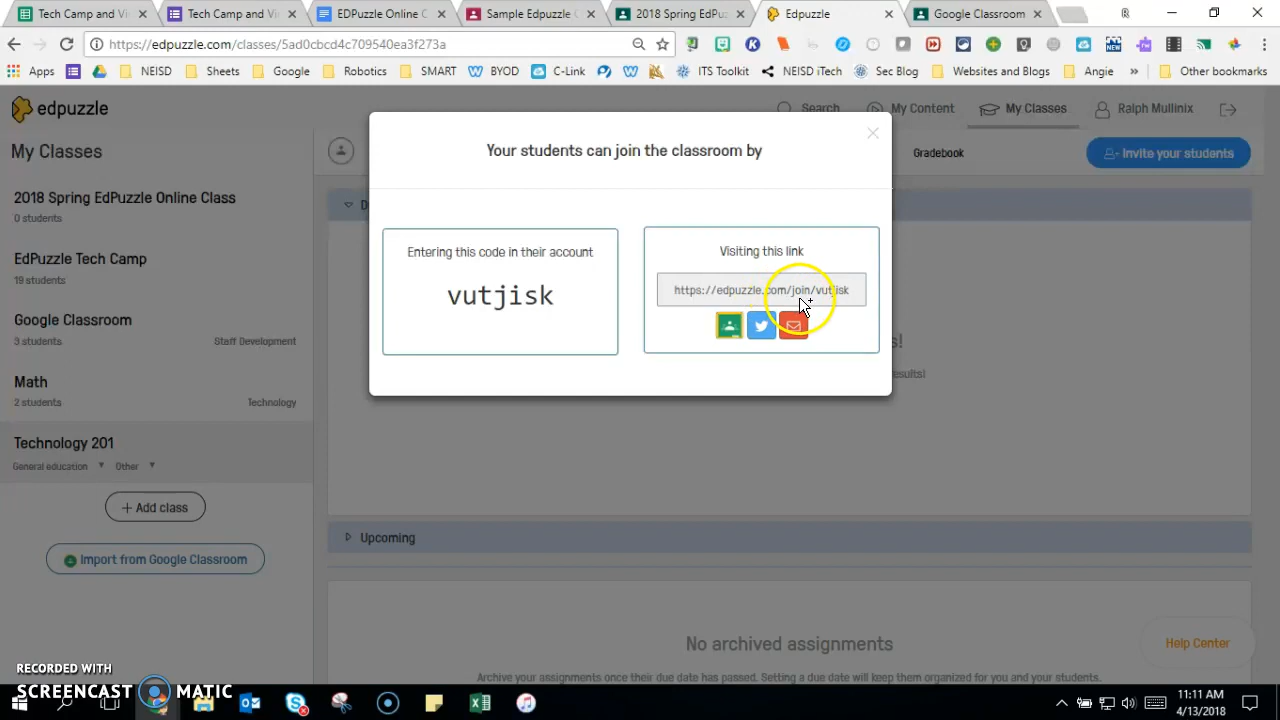 Tech Camp and Vi
Tech Camp and Vi
EDPuzzle Online C
Sample Edpuzzle C
2018 Spring EdPuz
Edpuzzle
Google Classroom
https://edpuzzle.com/classes/5ad0cbcd4c709540ea3f273a
Apps
NEISD
Sheets
Google
Robotics
SMART
BYOD
C-Link
ITS Toolkit
NEISD iTech
Sec Blog
Websites and Blogs
Angie
Other bookmarks
edpuzzle
Search
My Content
My Classes
Ralph Mullinix
My Classes
Gradebook
Invite your students
2018 Spring EdPuzzle Online Class
0 students
EdPuzzle Tech Camp
19 students
Google Classroom
3 students Staff Development
Math
2 students Technology
Technology 201
General education Other
+ Add class
Import from Google Classroom
Your students can join the classroom by
Entering this code in their account
vutjisk
Visiting this link
https://edpuzzle.com/join/vutjisk
Upcoming
No archived assignments
Archive your assignments once their due date has passed. Setting a due date will keep them organized for you and your students.
Help Center
RECORDED WITH
SCREENCAST MATIC
11:11 AM
4/13/2018